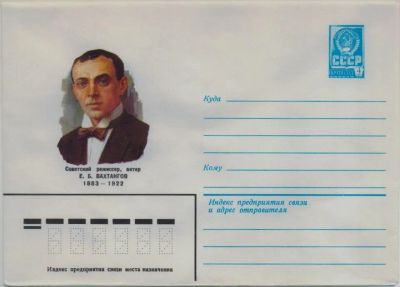 СССР
4
Куда
Советский режиссер, актер
Е. Б. ВАХТАНГОВ
1883—1922
Кому
Индекс предприятия связи
и адрес отправителя
Индекс предприятия связи места назначения